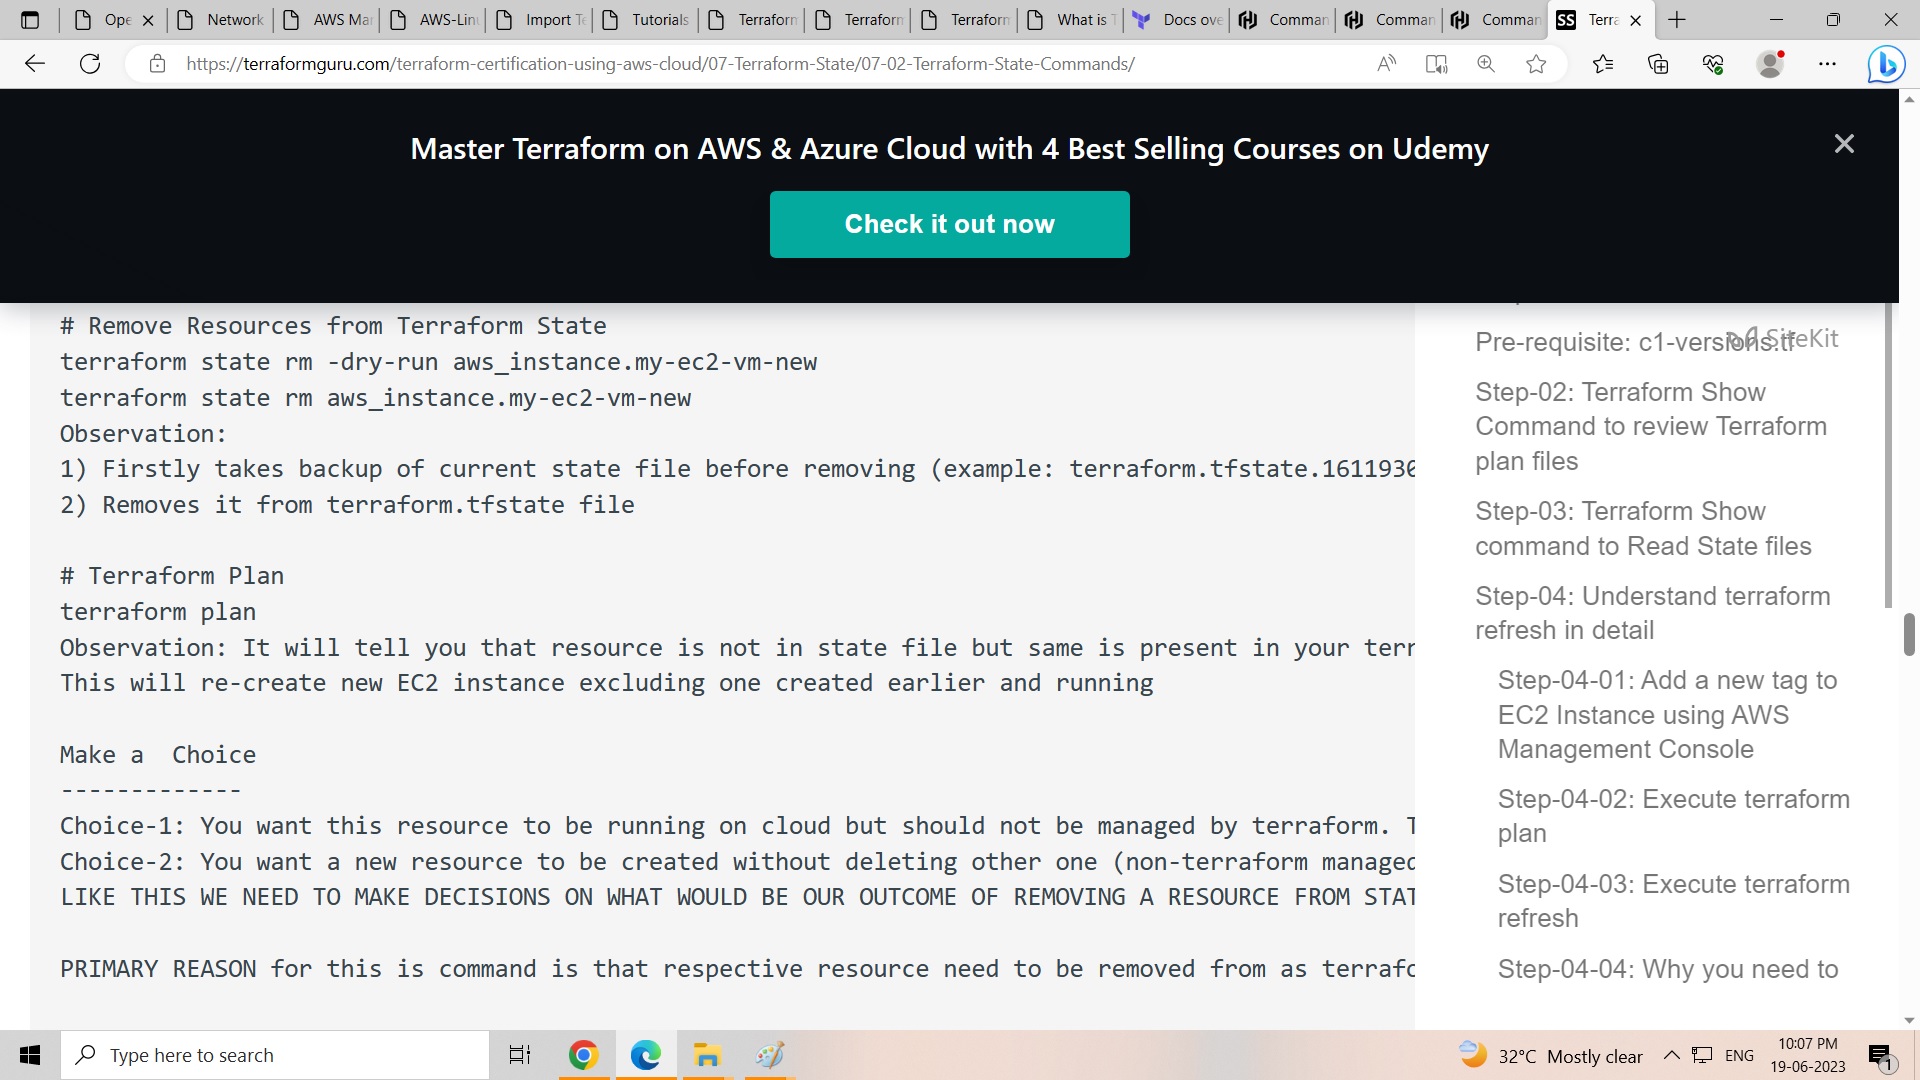 Ope
Network
AWS Mar
AWS-Linu
Import Te
Tutorials
Terraform
Terraform
Terraform
What is T
Docs ove
Comman
Comman
Comman
SS Terra
https://terraformguru.com/terraform-certification-using-aws-cloud/07-Terraform-State/07-02-Terraform-State-Commands/
Master Terraform on AWS & Azure Cloud with 4 Best Selling Courses on Udemy
Check it out now
# Remove Resources from Terraform State
terraform state rm -dry-run aws_instance.my-ec2-vm-new
terraform state rm aws_instance.my-ec2-vm-new
Observation:
1) Firstly takes backup of current state file before removing (example: terraform.tfstate.1611930
2) Removes it from terraform.tfstate file
# Terraform Plan
terraform plan
Observation: It will tell you that resource is not in state file but same is present in your terr
This will re-create new EC2 instance excluding one created earlier and running
Make a  Choice
-------------
Choice-1: You want this resource to be running on cloud but should not be managed by terraform. T
Choice-2: You want a new resource to be created without deleting other one (non-terraform managed
LIKE THIS WE NEED TO MAKE DECISIONS ON WHAT WOULD BE OUR OUTCOME OF REMOVING A RESOURCE FROM STAT
PRIMARY REASON for this is command is that respective resource need to be removed from as terrafo
Pre-requisite: c1-versions.tf
SiteKit
Step-02: Terraform Show
Command to review Terraform
plan files
Step-03: Terraform Show
command to Read State files
Step-04: Understand terraform
refresh in detail
Step-04-01: Add a new tag to
EC2 Instance using AWS
Management Console
Step-04-02: Execute terraform
plan
Step-04-03: Execute terraform
refresh
Step-04-04: Why you need to
Type here to search
32°C Mostly clear
ENG
10:07 PM
19-06-2023
1